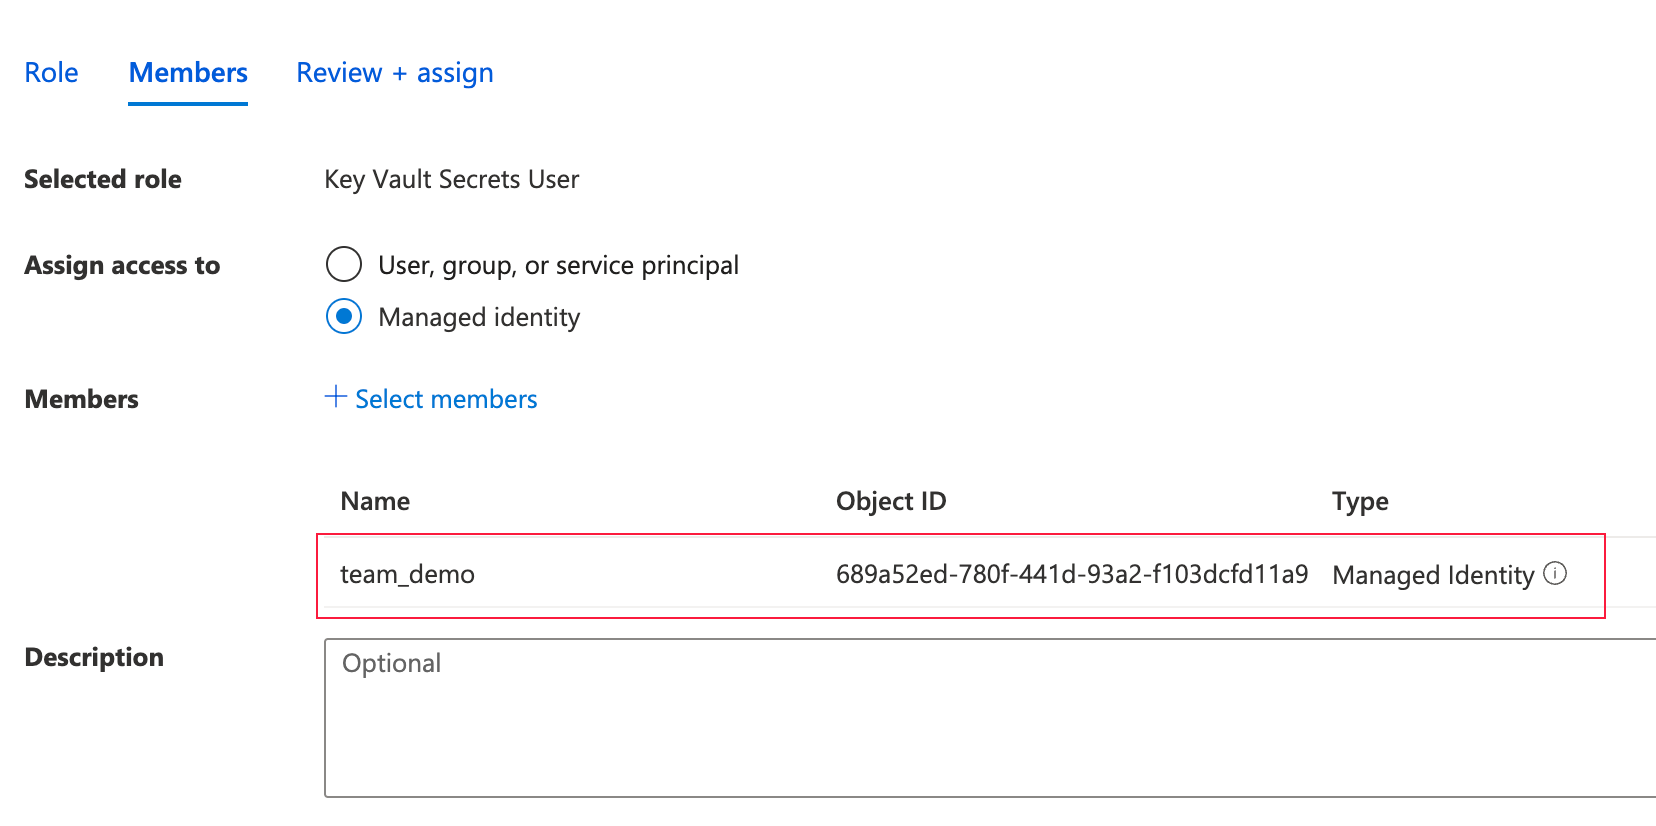 Role Members Review + assign
Selected role Key Vault Secrets User
Assign access to User, group, or service principal
Managed identity
Members + Select members
Name Object ID Type
team_demo 689a52ed-780f-441d-93a2-f103dcfd11a9 Managed Identity
Description Optional